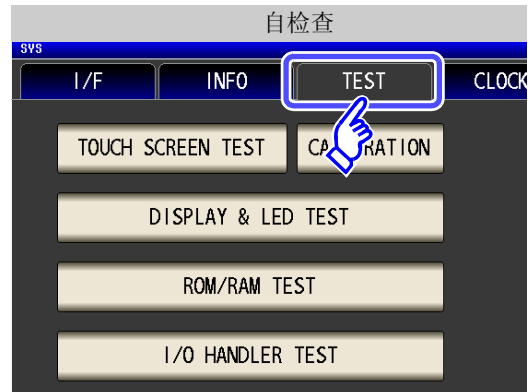 自检查
SYS
I/F INFO TEST CLOCK
TOUCH SCREEN TEST
DISPLAY & LED TEST
ROM/RAM TEST
I/O HANDLER TEST